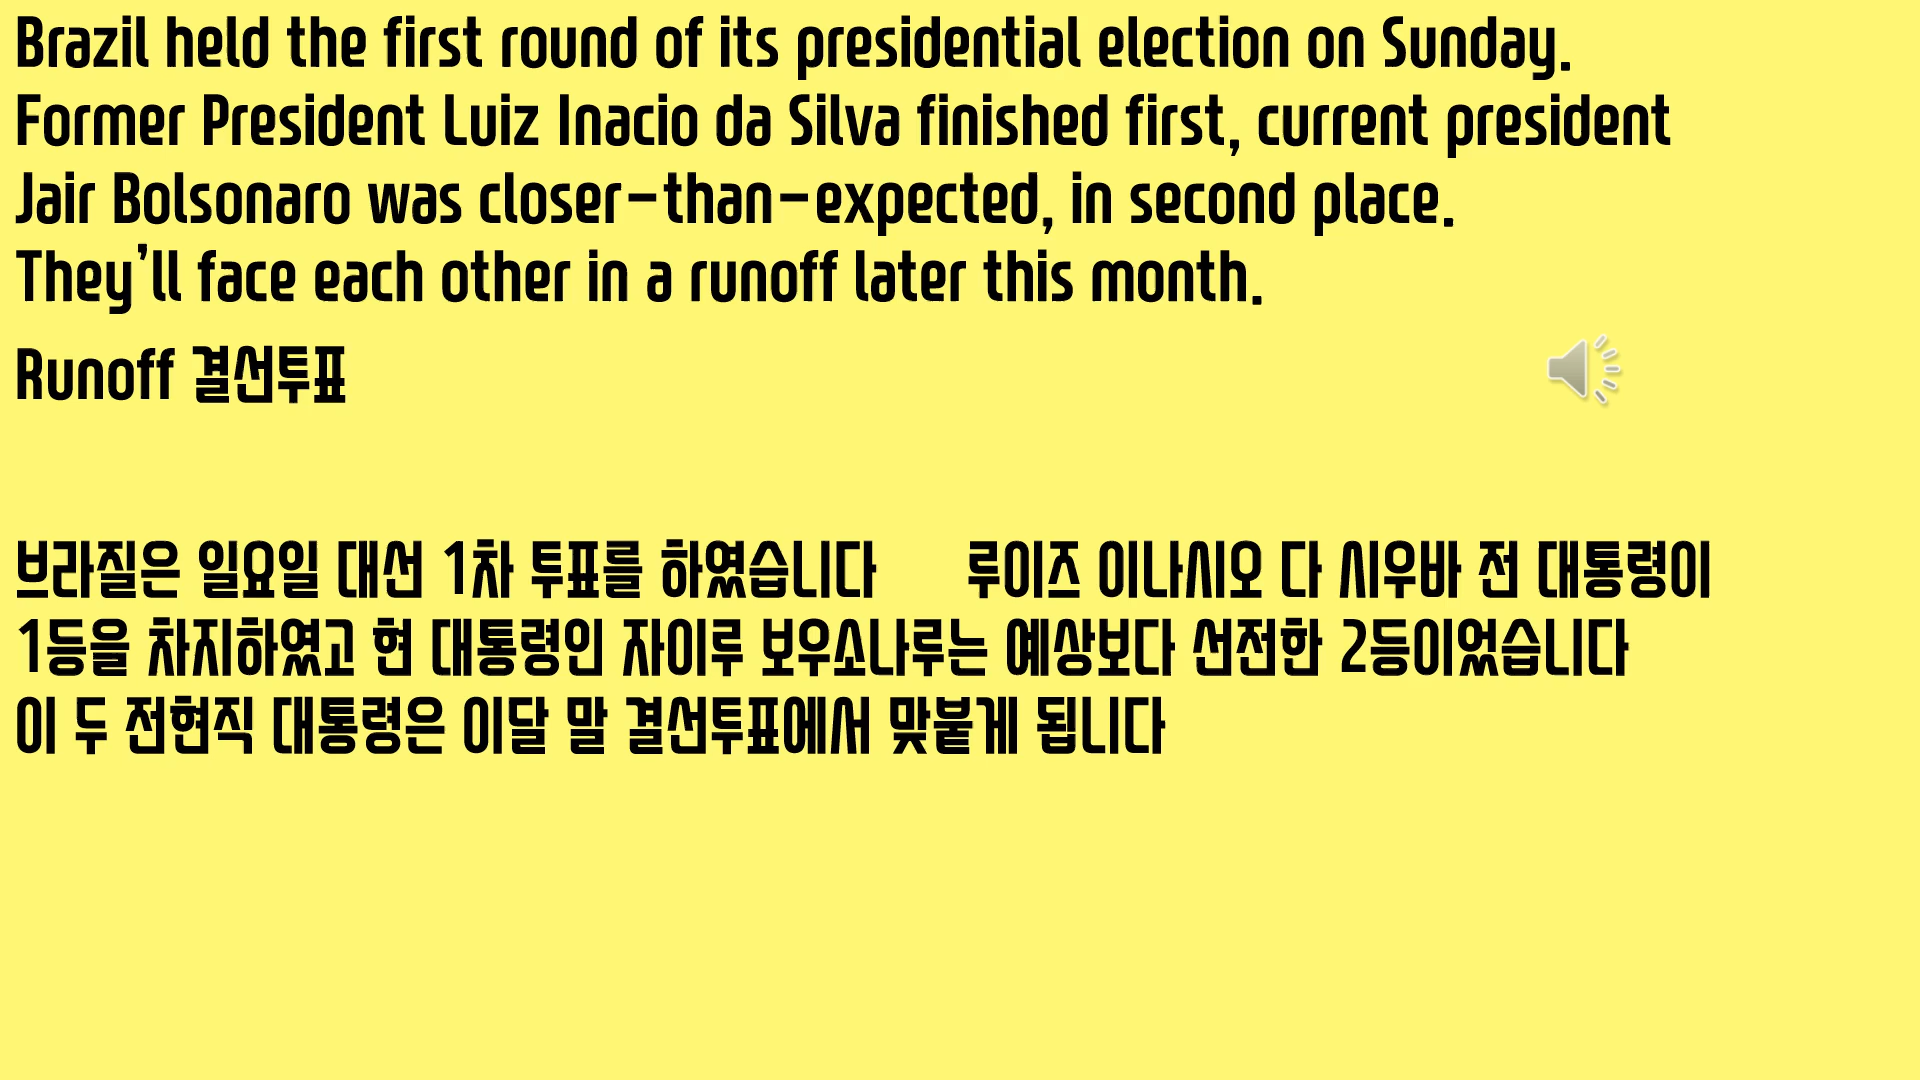 Brazil held the first round of its presidential election on Sunday.
Former President Luiz Inacio da Silva finished first, current president
Jair Bolsonaro was closer-than-expected, in second place.
They'll face each other in a runoff later this month.
Runoff 결선투표
브라질은 일요일 대선 1차 투표를 하였습니다 루이즈 이나시오 다 시우바 전 대통령이
1등을 차지하였고 현 대통령인 자이루 보우소나루는 예상보다 선전한 2등이었습니다
이 두 전현직 대통령은 이달 말 결선투표에서 맞붙게 됩니다